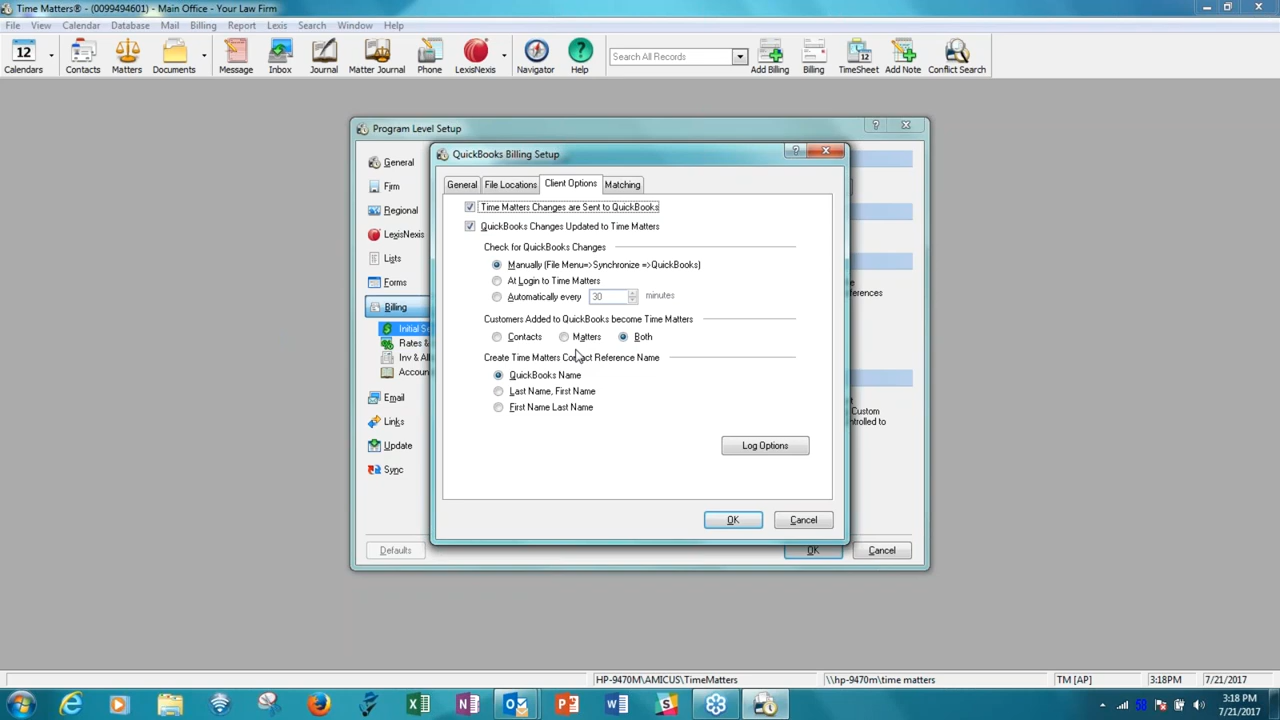 Time Matters® - (0099494601) - Main Office - Your Law Firm
File View Calendar Database Mail Billing Report Lexis Search Window Help
12 Search All Records 12
Calendars Contacts Matters Documents Message Inbox Journal Matter Journal Phone LexisNexis Navigator Help Add Billing Billing TimeSheet Add Note Conflict Search
Program Level Setup
QuickBooks Billing Setup
General
Firm
Regional
LexisNexis
Lists
Forms
Billing
Initial
Rates &
Inv &
Accoun
Email
Links
Update
Sync
Defaults
General File Locations Client Options Matching
Time Matters Changes are Sent to QuickBooks
QuickBooks Changes Updated to Time Matters
Check for QuickBooks Changes
Manually (File Menu=>Synchronize =>QuickBooks)
At Login to Time Matters
Automatically every 30 minutes
Customers Added to QuickBooks become Time Matters
Contacts Matters Both
Create Time Matters Contact Reference Name
QuickBooks Name
Last Name, First Name
First Name Last Name
Log Options
OK Cancel
erences
Custom
ontrolled to
OK Cancel
HP-9470M\AMICUS\TimeMatters \\hp-9470m\time matters TM [AP] 3:18PM 7/21/2017
58 3:18 PM
7/21/2017